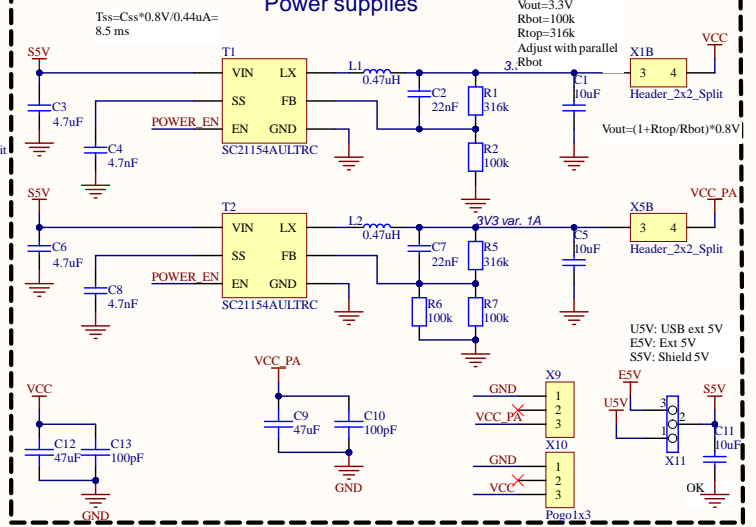 Power supplies
Tss=Css*0.8V/0.44uA=
8.5 ms
Vout=3.3V
Rbot=100k
Rtop=316k
Adjust with parallel
Rbot
S5V
T1
L1
0.47uH
3.
X1B
VCC
VIN
LX
SS
FB
EN
GND
SC21154AULTRC
POWER_EN
C3
4.7uF
C4
4.7nF
C2
22nF
R1
316k
R2
100k
C1
10uF
3
4
Header_2x2_Split
Vout=(1+Rtop/Rbot)*0.8V
it
S5V
T2
L2
0.47uH
3V3 var. 1A
X5B
VCC_PA
VIN
LX
SS
FB
EN
GND
SC21154AULTRC
POWER_EN
C6
4.7uF
C8
4.7nF
C7
22nF
R5
316k
R6
100k
R7
100k
C5
10uF
3
4
Header_2x2_Split
U5V: USB ext 5V
E5V: Ext 5V
S5V: Shield 5V
VCC
C12
47uF
C13
100pF
GND
VCC_PA
C9
47uF
C10
100pF
GND
X9
GND
1
2
VCC_PA
3
X10
GND
1
2
VCC
3
Pogo1x3
E5V
U5V
S5V
3
2
1
X11
C11
10uF
OK